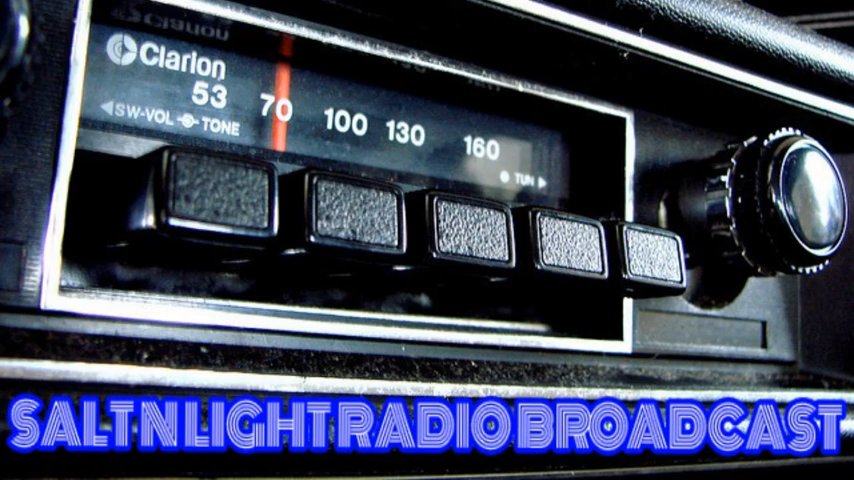 Clarion
53 70 100 130 160
SW-VOL TONE
TUN
SALTNLIGHTRADIOBROADCAST